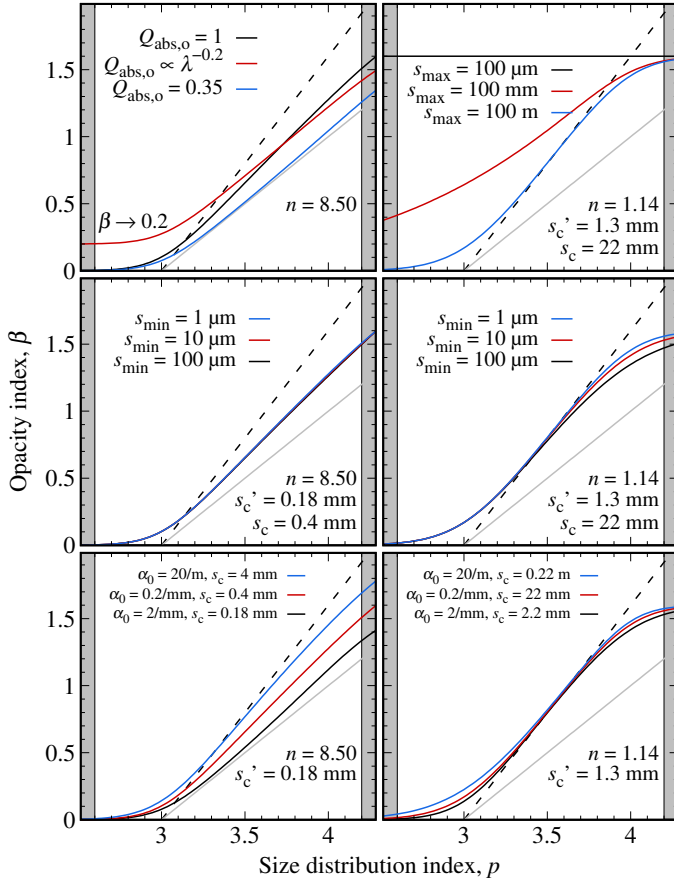 Q_abs,o = 1
Q_abs,o ∝ λ^−0.2
Q_abs,o = 0.35
β → 0.2
n = 8.50
1.5
1
0.5
0
s_max = 100 µm
s_max = 100 mm
s_max = 100 m
n = 1.14
s_c’ = 1.3 mm
s_c = 22 mm
s_min = 1 µm
s_min = 10 µm
s_min = 100 µm
n = 8.50
s_c’ = 0.18 mm
s_c = 0.4 mm
1.5
1
0.5
0
s_min = 1 µm
s_min = 10 µm
s_min = 100 µm
n = 1.14
s_c’ = 1.3 mm
s_c = 22 mm
Opacity index, β
α_0 = 20/m, s_c = 4 mm
α_0 = 0.2/mm, s_c = 0.4 mm
α_0 = 2/mm, s_c = 0.18 mm
n = 8.50
s_c’ = 0.18 mm
1.5
1
0.5
0
α_0 = 20/m, s_c = 0.22 m
α_0 = 0.2/mm, s_c = 22 mm
α_0 = 2/mm, s_c = 2.2 mm
n = 1.14
s_c’ = 1.3 mm
3 3.5 4 3 3.5 4
Size distribution index, p